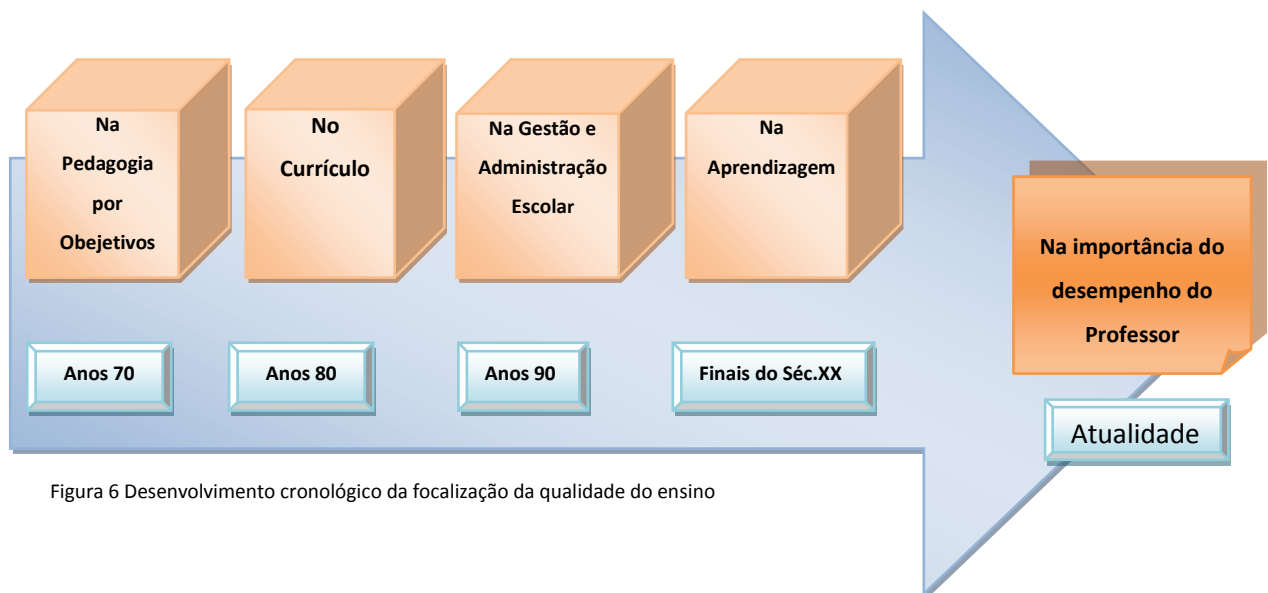 Na
Pedagogia
por
Obejetivos
No
Currículo
Na Gestão e
Administração
Escolar
Na
Aprendizagem
Na importância do
desempenho do
Professor
Anos 70
Anos 80
Anos 90
Finais do Séc.XX
Atualidade
Figura 6 Desenvolvimento cronológico da focalização da qualidade do ensino